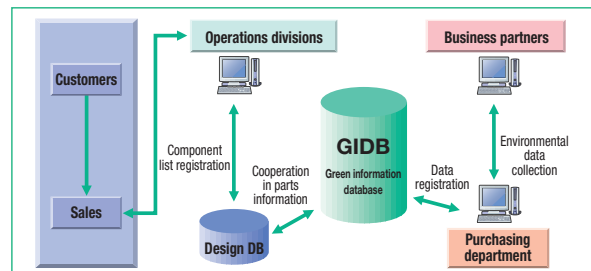 Operations divisions
Business partners
Customers
Sales
Component
list registration
Cooperation
in parts
information
Design DB
GIDB
Green information
database
Data
registration
Environmental
data
collection
Purchasing
department